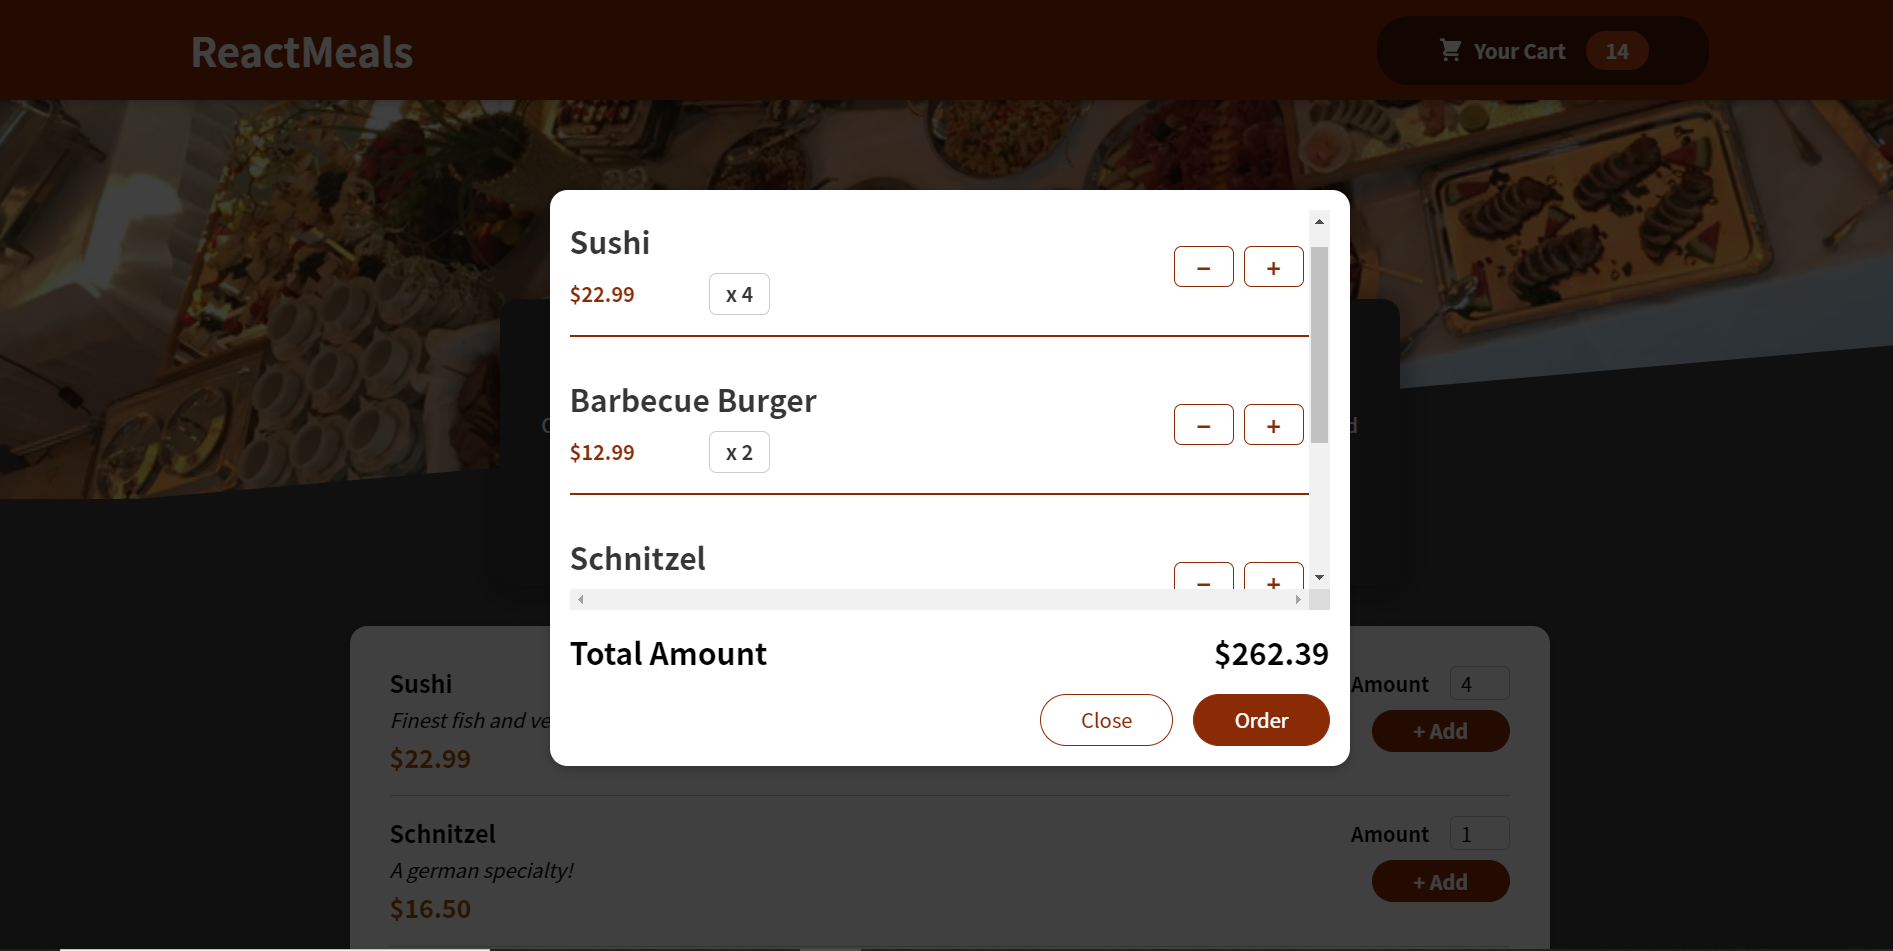 ReactMeals
Your Cart 14
Sushi
− +
$22.99 x 4
Barbecue Burger
− +
$12.99 x 2
Schnitzel
− +
Total Amount $262.39
Close Order
Sushi Amount 4
Finest fish and ve
+ Add
$22.99
Schnitzel Amount 1
A german specialty!
+ Add
$16.50